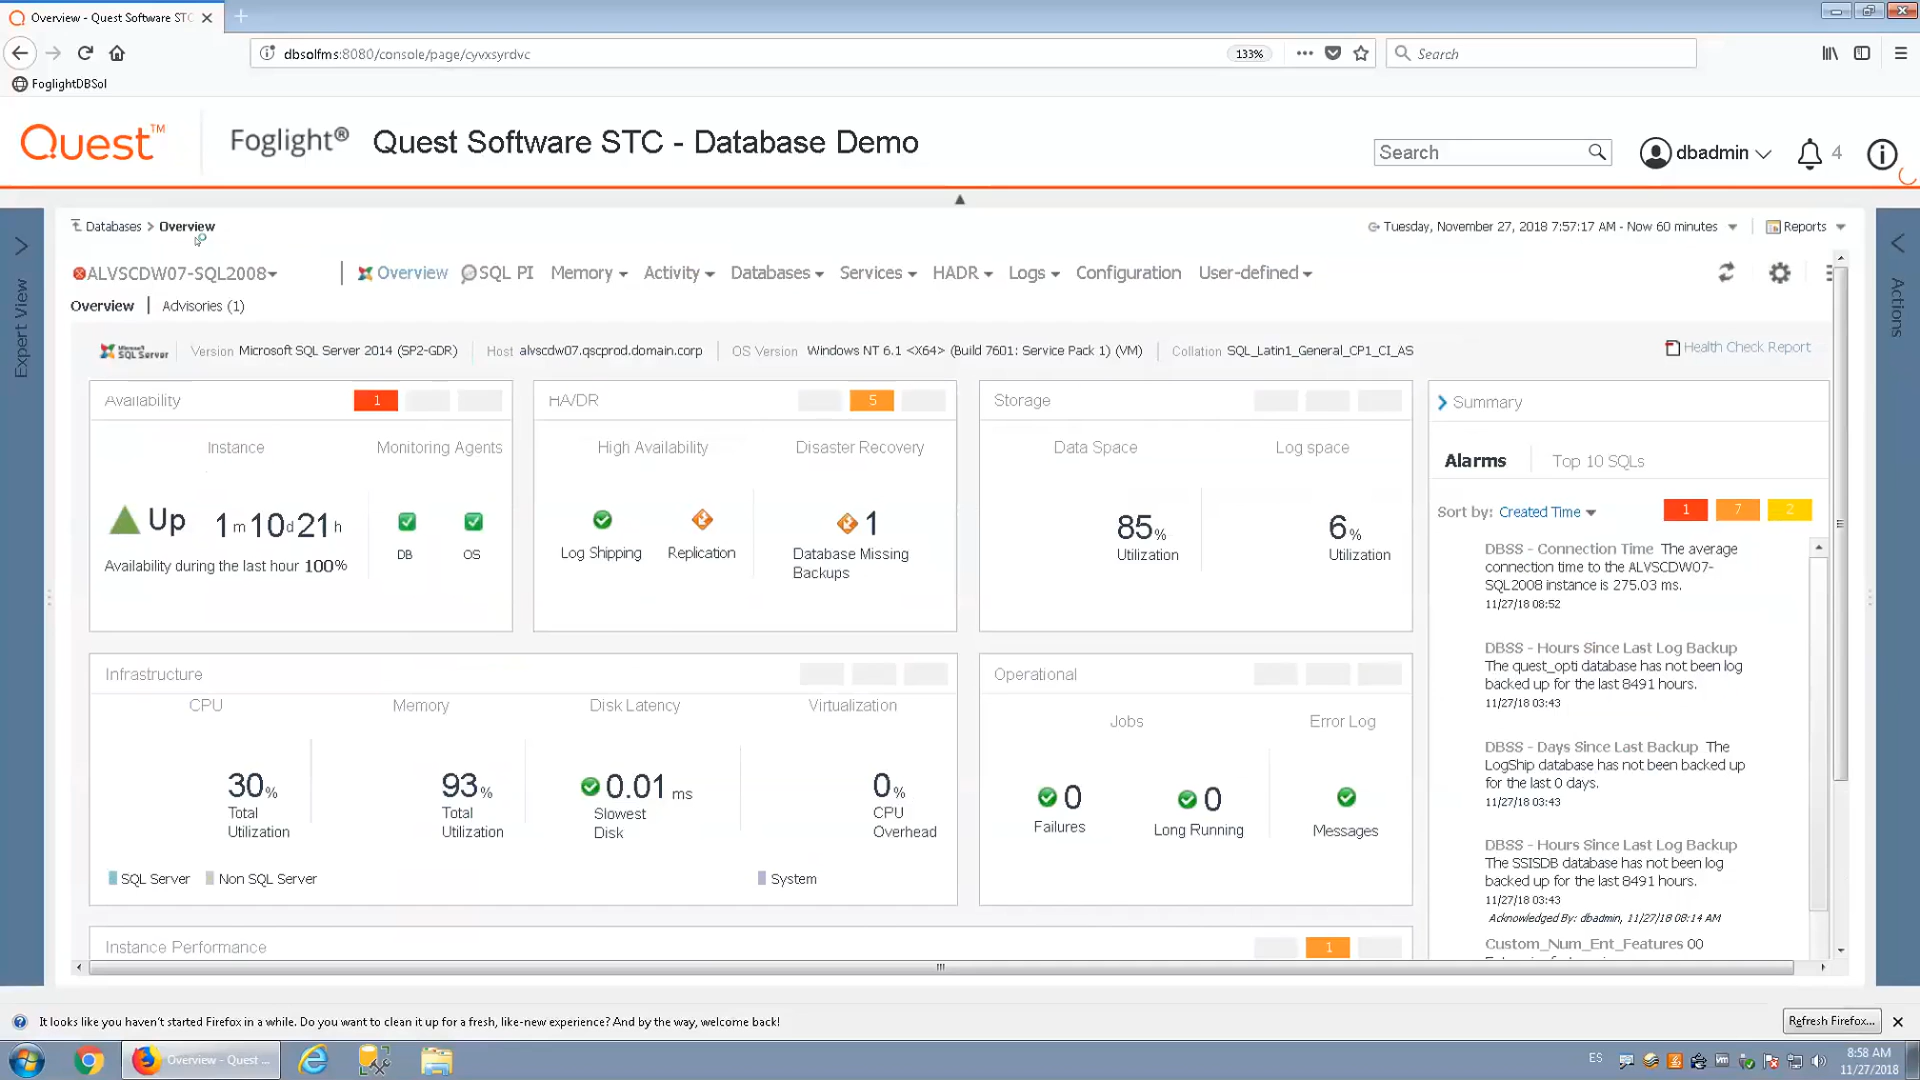 Overview - Quest Software STC
dbsolfms:8080/console/page/cyvxsyrdvc
133%
Search
FoglightDBSol
Quest™
Foglight®
Quest Software STC - Database Demo
Search
dbadmin
4
Databases > Overview
Tuesday, November 27, 2018 7:57:17 AM - Now 60 minutes
Reports
Expert View
Actions
ALVSCDW07-SQL2008
Overview
SQL PI
Memory
Activity
Databases
Services
HADR
Logs
Configuration
User-defined
Overview
Advisories (1)
Microsoft SQL Server
Version Microsoft SQL Server 2014 (SP2-GDR)
Host alvscdw07.qscprod.domain.corp
OS Version Windows NT 6.1 <X64> (Build 7601: Service Pack 1) (VM)
Collation SQL_Latin1_General_CP1_CI_AS
Health Check Report
Availability
1
Instance
Monitoring Agents
Up
1m 10d 21h
DB
OS
Availability during the last hour 100%
HA/DR
5
High Availability
Disaster Recovery
Log Shipping
Replication
1
Database Missing
Backups
Storage
Data Space
Log space
85%
Utilization
6%
Utilization
Summary
Alarms
Top 10 SQLs
Sort by: Created Time
1
7
2
DBSS - Connection Time The average
connection time to the ALVSCDW07-
SQL2008 instance is 275.03 ms.
11/27/18 08:52
DBSS - Hours Since Last Log Backup
The quest_opti database has not been log
backed up for the last 8491 hours.
11/27/18 03:43
DBSS - Days Since Last Backup The
LogShip database has not been backed up
for the last 0 days.
11/27/18 03:43
DBSS - Hours Since Last Log Backup
The SSISDB database has not been log
backed up for the last 8491 hours.
11/27/18 03:43
Acknowledged By: dbadmin, 11/27/18 08:14 AM
Custom_Num_Ent_Features 00
Infrastructure
CPU
Memory
Disk Latency
Virtualization
30%
Total
Utilization
93%
Total
Utilization
0.01 ms
Slowest
Disk
0%
CPU
Overhead
SQL Server
Non SQL Server
System
Operational
Jobs
Error Log
0
Failures
0
Long Running
Messages
Instance Performance
1
It looks like you haven't started Firefox in a while. Do you want to clean it up for a fresh, like-new experience? And by the way, welcome back!
Refresh Firefox...
Overview - Quest ...
ES
8:58 AM
11/27/2018